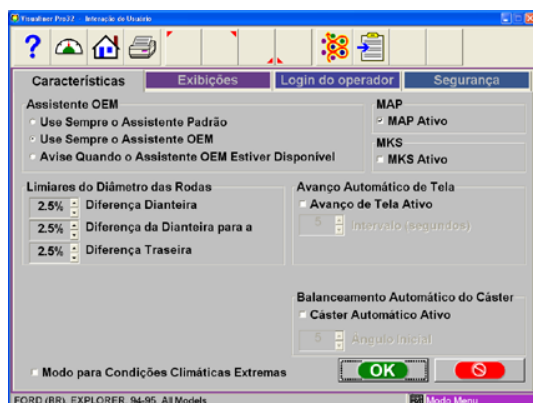 Visualiner Pro32 - Interação de Usuário
?
Características
Exibições
Login do operador
Segurança
Assistente OEM
Use Sempre o Assistente Padrão
Use Sempre o Assistente OEM
Avise Quando o Assistente OEM Estiver Disponível
MAP
MAP Ativo
MKS
MKS Ativo
Limiares do Diâmetro das Rodas
2.5% Diferença Dianteira
2.5% Diferença da Dianteira para a
2.5% Diferença Traseira
Avanço Automático de Tela
Avanço de Tela Ativo
5 intervalo (segundos)
Balanceamento Automático do Cáster
Cáster Automático Ativo
5 Angulo Inicial
Modo para Condições Climáticas Extremas
OK
FORD (BR), EXPLORER, 94-95, All Models
Modo Menu